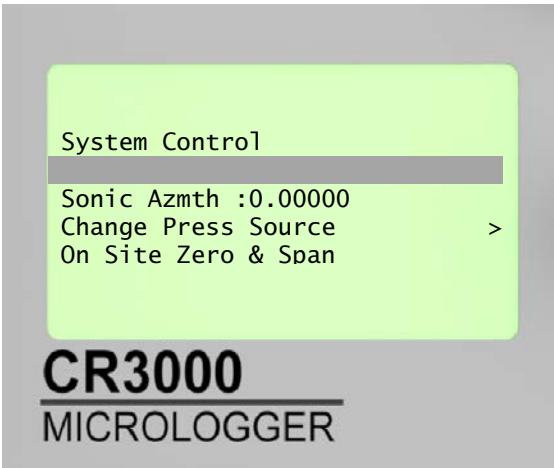 System Control
Sonic Azmth :0.00000
Change Press Source >
On Site Zero & Span
CR3000
MICROLOGGER